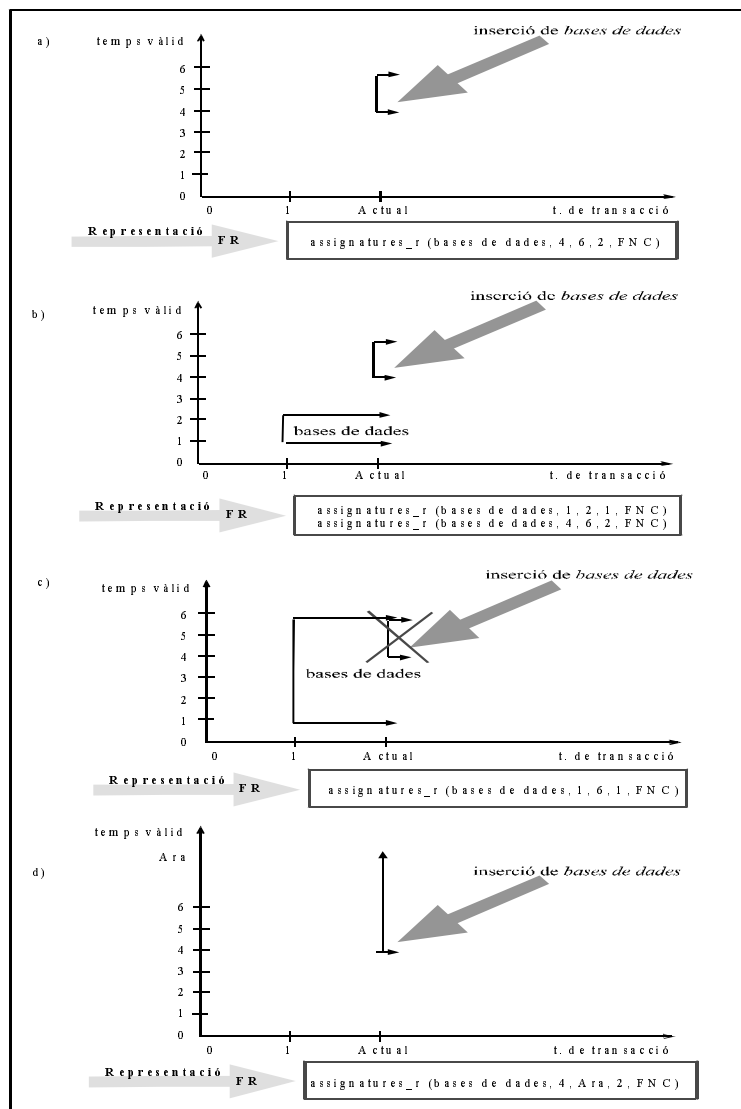 inserció de bases de dades
a)
temps vàlid
6
5
4
3
2
1
0
0 1 Actual t. de transacció
Representació
FR
assignatures_r (bases de dades, 4, 6, 2, FNC)
inserció de bases de dades
b)
temps vàlid
6
5
4
3
2
bases de dades
1
0
0 1 Actual t. de transacció
Representació
FR
assignatures_r (bases de dades, 1, 2, 1, FNC)
assignatures_r (bases de dades, 4, 6, 2, FNC)
inserció de bases de dades
c)
temps vàlid
6
5
4
bases de dades
3
2
1
0
0 1 Actual t. de transacció
Representació
FR
assignatures_r (bases de dades, 1, 6, 1, FNC)
temps vàlid
Ara
d)
inserció de bases de dades
6
5
4
3
2
1
0
0 1 Actual t. de transacció
Representació
FR
assignatures_r (bases de dades, 4, Ara, 2, FNC)